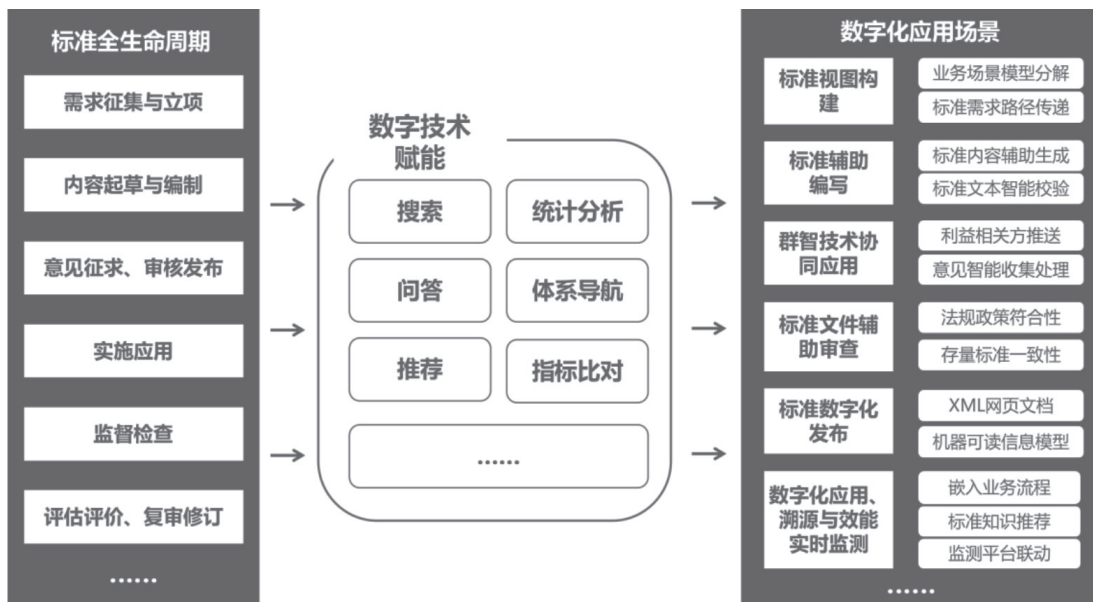 标准全生命周期
需求征集与立项
内容起草与编制
意见征求、审核发布
实施应用
监督检查
评估评价、复审修订
......
数字技术
赋能
搜索
统计分析
问答
体系导航
推荐
指标比对
......
数字化应用场景
标准视图构
建
业务场景模型分解
标准需求路径传递
标准辅助
编写
标准内容辅助生成
标准文本智能校验
群智技术协
同应用
利益相关方推送
意见智能收集处理
标准文件辅
助审查
法规政策符合性
存量标准一致性
标准数字化
发布
XML网页文档
机器可读信息模型
数字化应用、
溯源与效能
实时监测
嵌入业务流程
标准知识推荐
监测平台联动
......